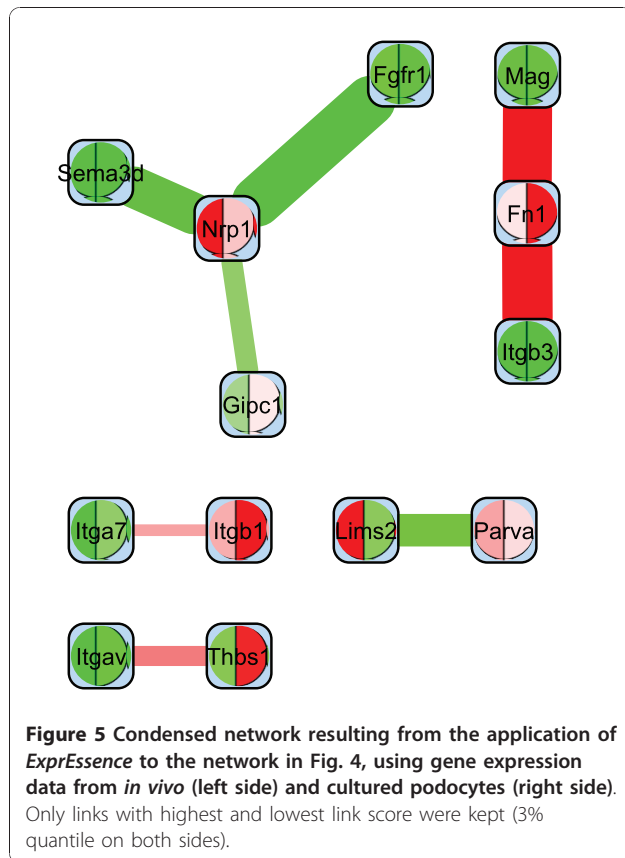 Fgfr1
Mag
Sema3d
Nrp1
Fn1
Itgb3
Gipc1
Itga7
Itgb1
Lims2
Parva
Itgav
Thbs1
Figure 5 Condensed network resulting from the application of
ExprEssence to the network in Fig. 4, using gene expression
data from in vivo (left side) and cultured podocytes (right side).
Only links with highest and lowest link score were kept (3%
quantile on both sides).